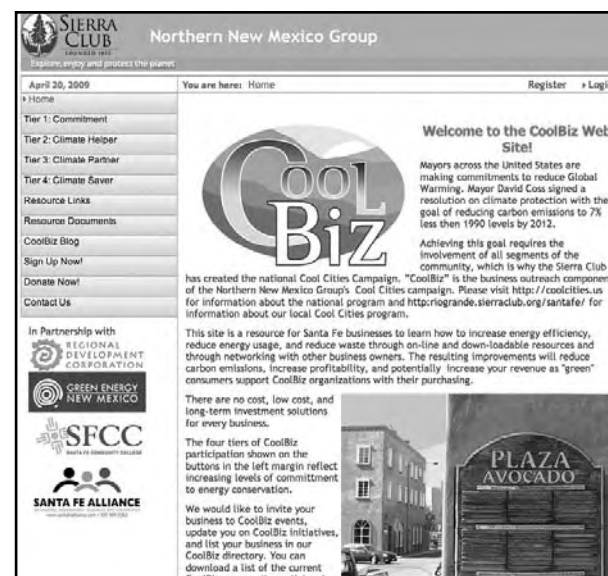 SIERRA
CLUB
FOUNDED 1892
Northern New Mexico Group
Explore, enjoy and protect the planet
April 20, 2009
You are here: Home
Register
Login
Home
Tier 1: Commitment
Tier 2: Climate Helper
Tier 3: Climate Partner
Tier 4: Climate Saver
Resource Links
Resource Documents
CoolBiz Blog
Sign Up Now!
Donate Now!
Contact Us
In Partnership with
REGIONAL
DEVELOPMENT
CORPORATION
GREEN ENERGY
NEW MEXICO
SFCC
SANTA FE COMMUNITY COLLEGE
SANTA FE ALLIANCE
COOL
BIZ
Welcome to the CoolBiz Web
Site!
Mayors across the United States are
making commitments to reduce Global
Warming. Mayor David Coss signed a
resolution on climate protection with the
goal of reducing carbon emissions to 7%
less then 1990 levels by 2012.
Achieving this goal requires the
involvement of all segments of the
community, which is why the Sierra Club
has created the national Cool Cities Campaign. "CoolBiz" is the business outreach component
of the Northern New Mexico Group's Cool Cities campaign. Please visit http://coolcities.us
for information about the national program and http:riogrande.sierraclub.org/santafe/ for
information about our local Cool Cities program.
This site is a resource for Santa Fe businesses to learn how to increase energy efficiency,
reduce energy usage, and reduce waste through on-line and down-loadable resources and
through networking with other business owners. The resulting improvements will reduce
carbon emissions, increase profitability, and potentially increase your revenue as "green"
consumers support CoolBiz organizations with their purchasing.
There are no cost, low cost, and
long-term investment solutions
for every business.
The four tiers of CoolBiz
participation shown on the
buttons in the left margin reflect
increasing levels of committment
to energy conservation.
We would like to invite your
business to CoolBiz events,
update you on CoolBiz initiatives,
and list your business in our
CoolBiz directory. You can
download a list of the current
PLAZA
AVOCADO